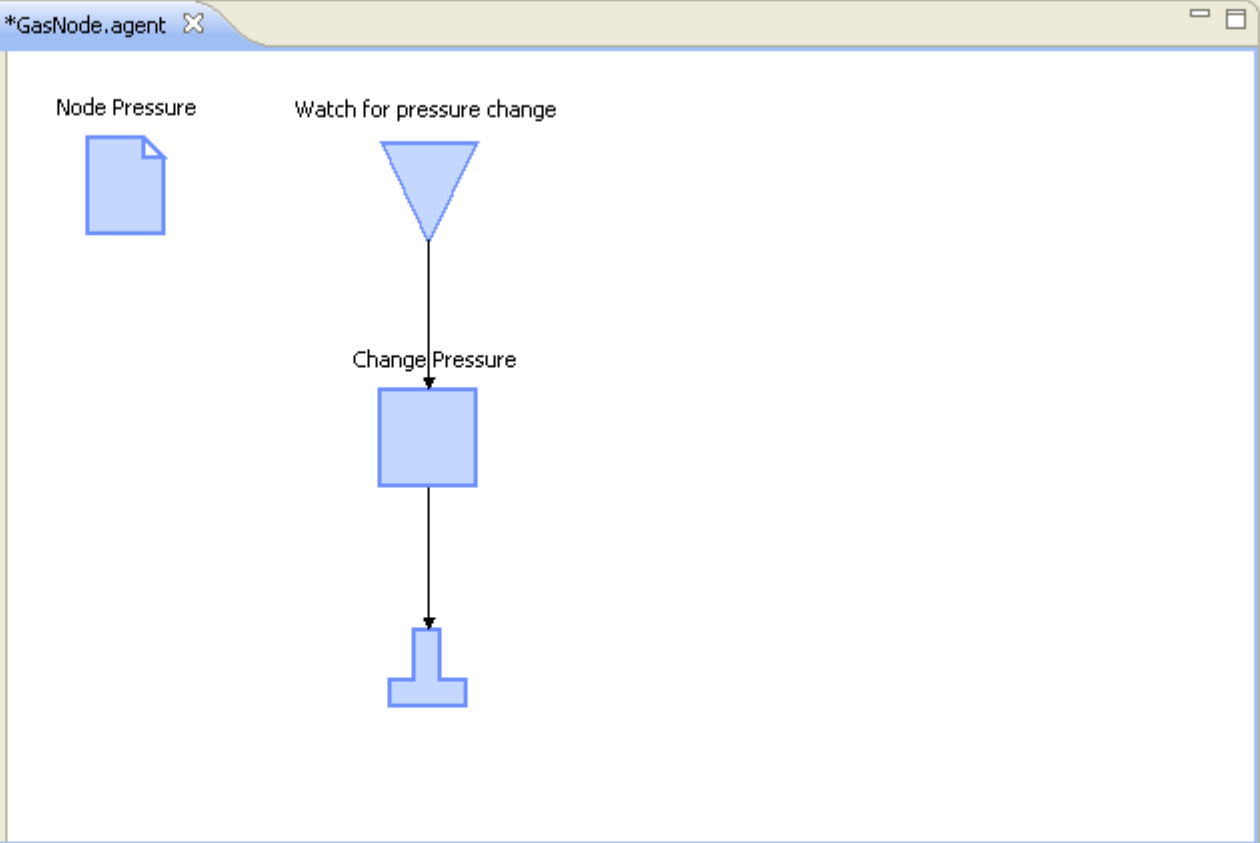 *GasNode.agent
Node Pressure
Watch for pressure change
Change Pressure